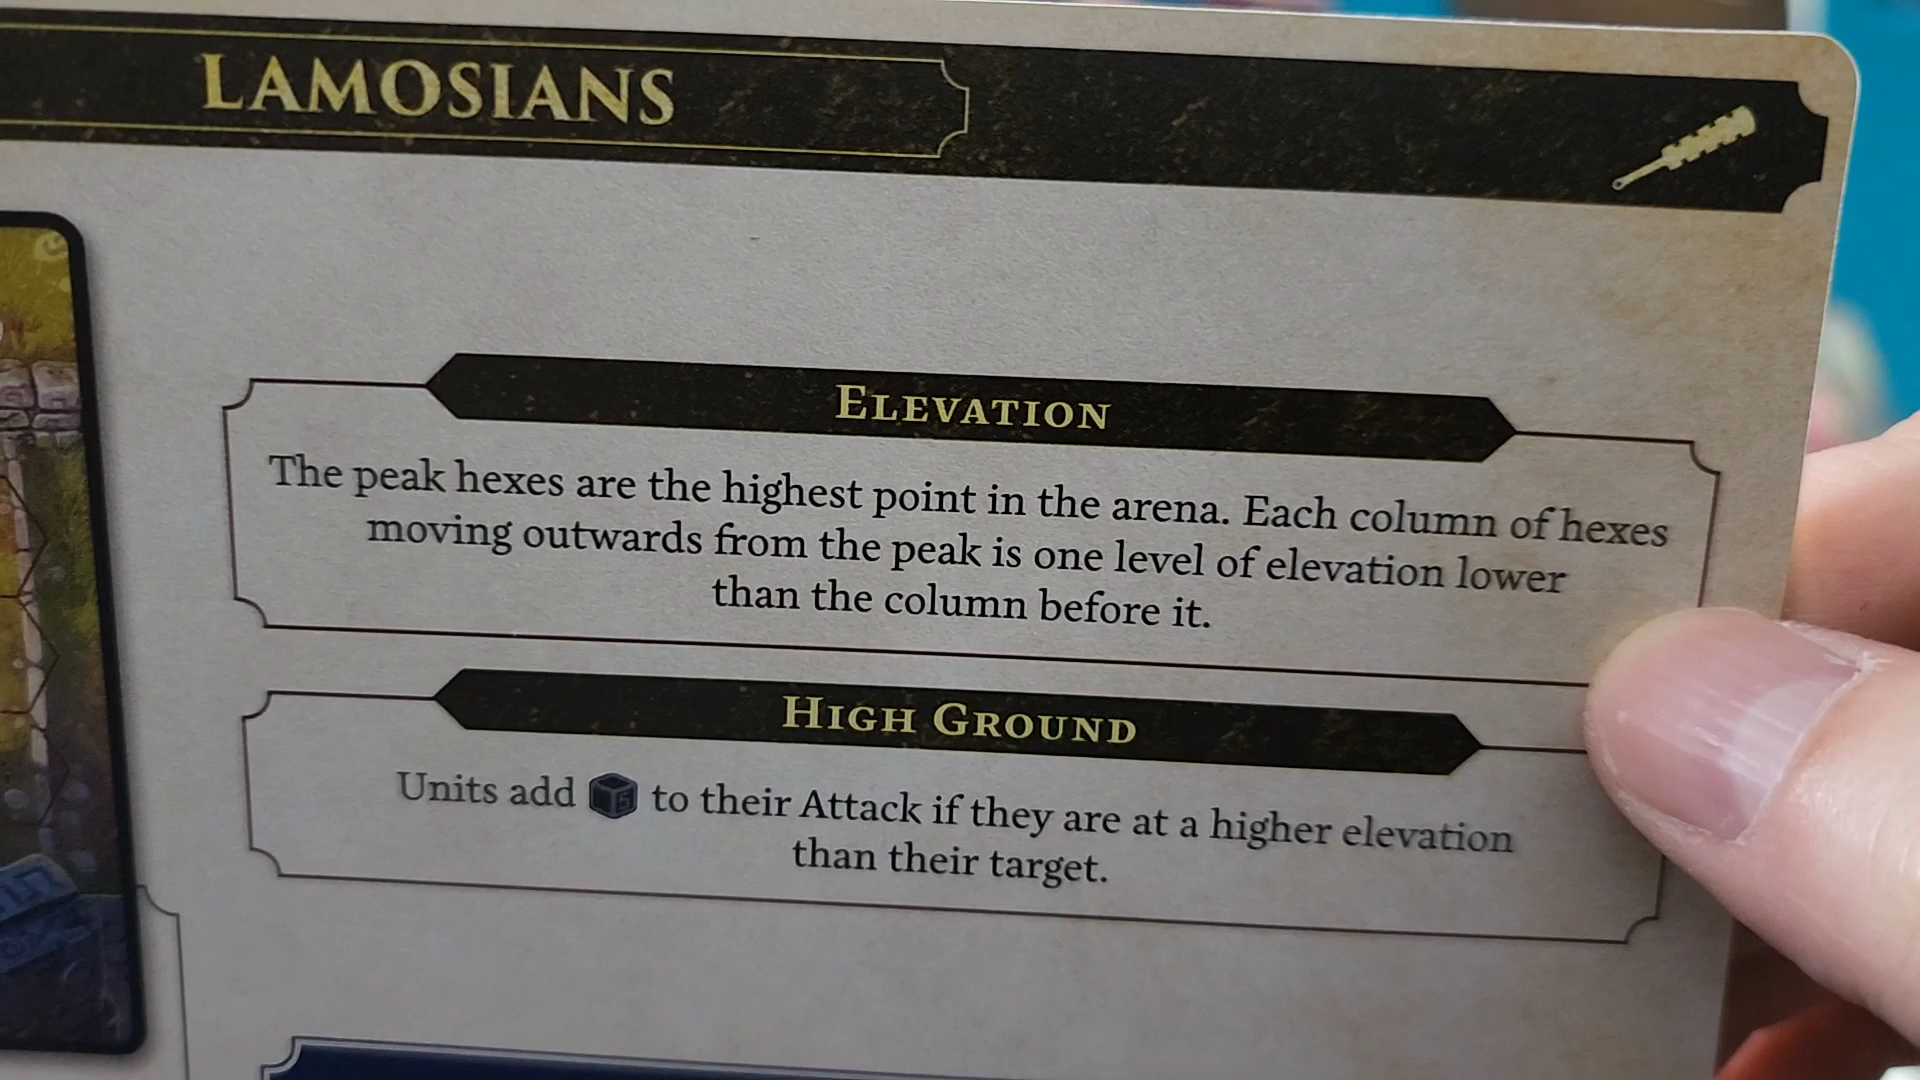 LAMOSIANS
ELEVATION
The peak hexes are the highest point in the arena. Each column of hexes
moving outwards from the peak is one level of elevation lower
than the column before it.
HIGH GROUND
Units add to their Attack if they are at a higher elevation
than their target.